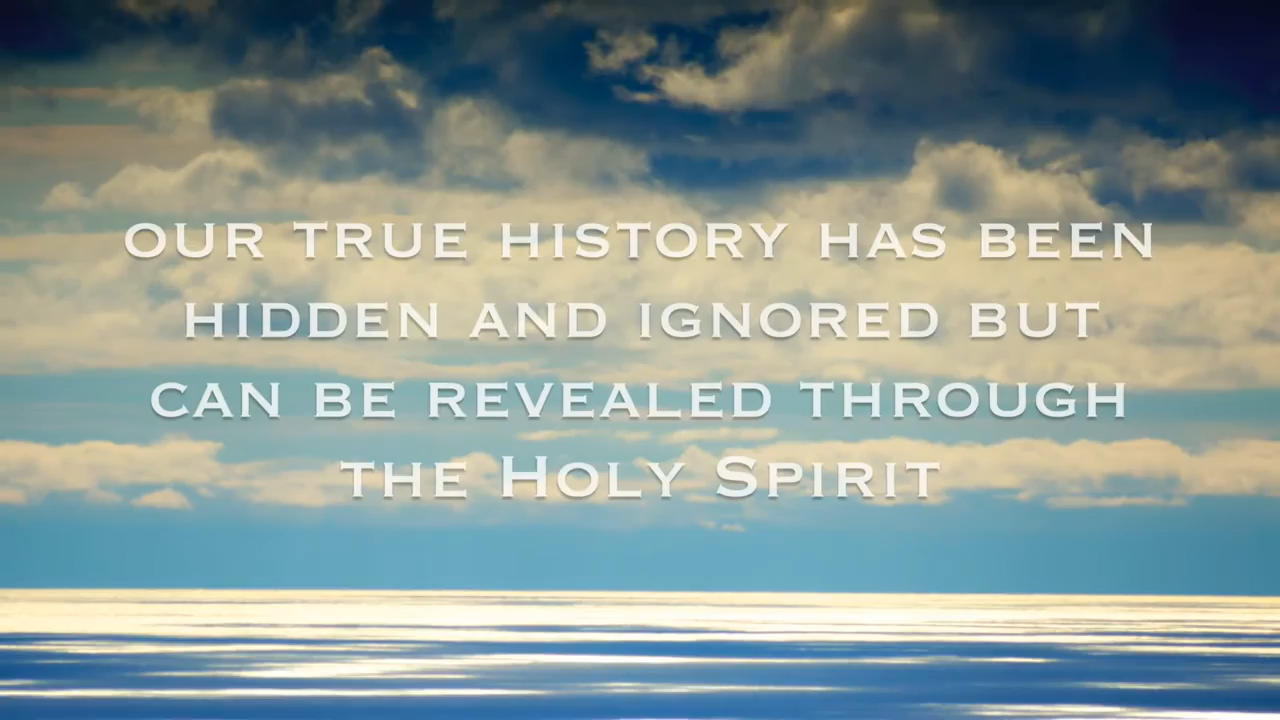 OUR TRUE HISTORY HAS BEEN
HIDDEN AND IGNORED BUT
CAN BE REVEALED THROUGH
THE HOLY SPIRIT